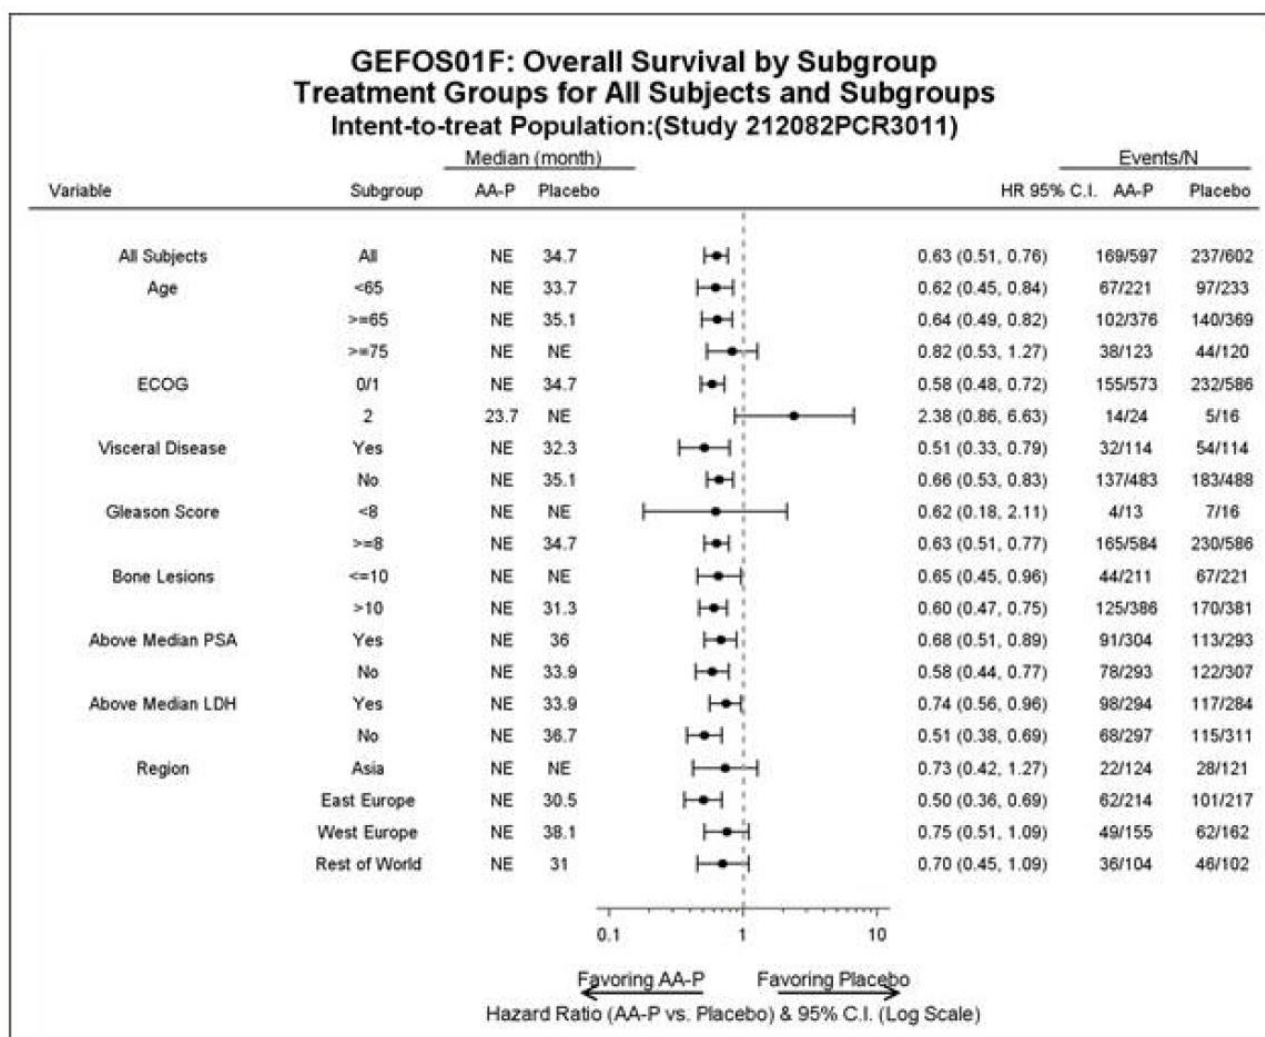 GEFOS01F: Overall Survival by Subgroup
Treatment Groups for All Subjects and Subgroups
Intent-to-treat Population:(Study 212082PCR3011)
Median (month) Events/N
Variable Subgroup AA-P Placebo HR 95% C.I. AA-P Placebo
All Subjects All NE 34.7 0.63 (0.51, 0.76) 169/597 237/602
Age <65 NE 33.7 0.62 (0.45, 0.84) 67/221 97/233
>=65 NE 35.1 0.64 (0.49, 0.82) 102/376 140/369
>=75 NE NE 0.82 (0.53, 1.27) 38/123 44/120
ECOG 0/1 NE 34.7 0.58 (0.48, 0.72) 155/573 232/586
2 23.7 NE 2.38 (0.86, 6.63) 14/24 5/16
Visceral Disease Yes NE 32.3 0.51 (0.33, 0.79) 32/114 54/114
No NE 35.1 0.66 (0.53, 0.83) 137/483 183/488
Gleason Score <8 NE NE 0.62 (0.18, 2.11) 4/13 7/16
>=8 NE 34.7 0.63 (0.51, 0.77) 165/584 230/586
Bone Lesions <=10 NE NE 0.65 (0.45, 0.96) 44/211 67/221
>10 NE 31.3 0.60 (0.47, 0.75) 125/386 170/381
Above Median PSA Yes NE 36 0.68 (0.51, 0.89) 91/304 113/293
No NE 33.9 0.58 (0.44, 0.77) 78/293 122/307
Above Median LDH Yes NE 33.9 0.74 (0.56, 0.96) 98/294 117/284
No NE 36.7 0.51 (0.38, 0.69) 68/297 115/311
Region Asia NE NE 0.73 (0.42, 1.27) 22/124 28/121
East Europe NE 30.5 0.50 (0.36, 0.69) 62/214 101/217
West Europe NE 38.1 0.75 (0.51, 1.09) 49/155 62/162
Rest of World NE 31 0.70 (0.45, 1.09) 36/104 46/102
0.1 1 10
Favoring AA-P Favoring Placebo
Hazard Ratio (AA-P vs. Placebo) & 95% C.I. (Log Scale)